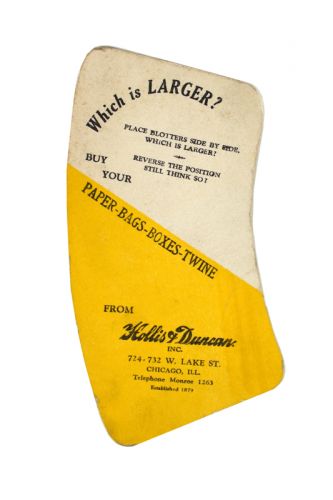 Which is LARGER?
PLACE BLOTTERS SIDE BY SIDE.
WHICH IS LARGER?
REVERSE THE POSITION
STILL THINK SO?
BUY
YOUR
PAPER-BAGS-BOXES-TWINE
FROM
Hollis & Duncan
INC.
724-732 W. LAKE ST.
CHICAGO, ILL.
Telephone Monroe 1263
Established 1879